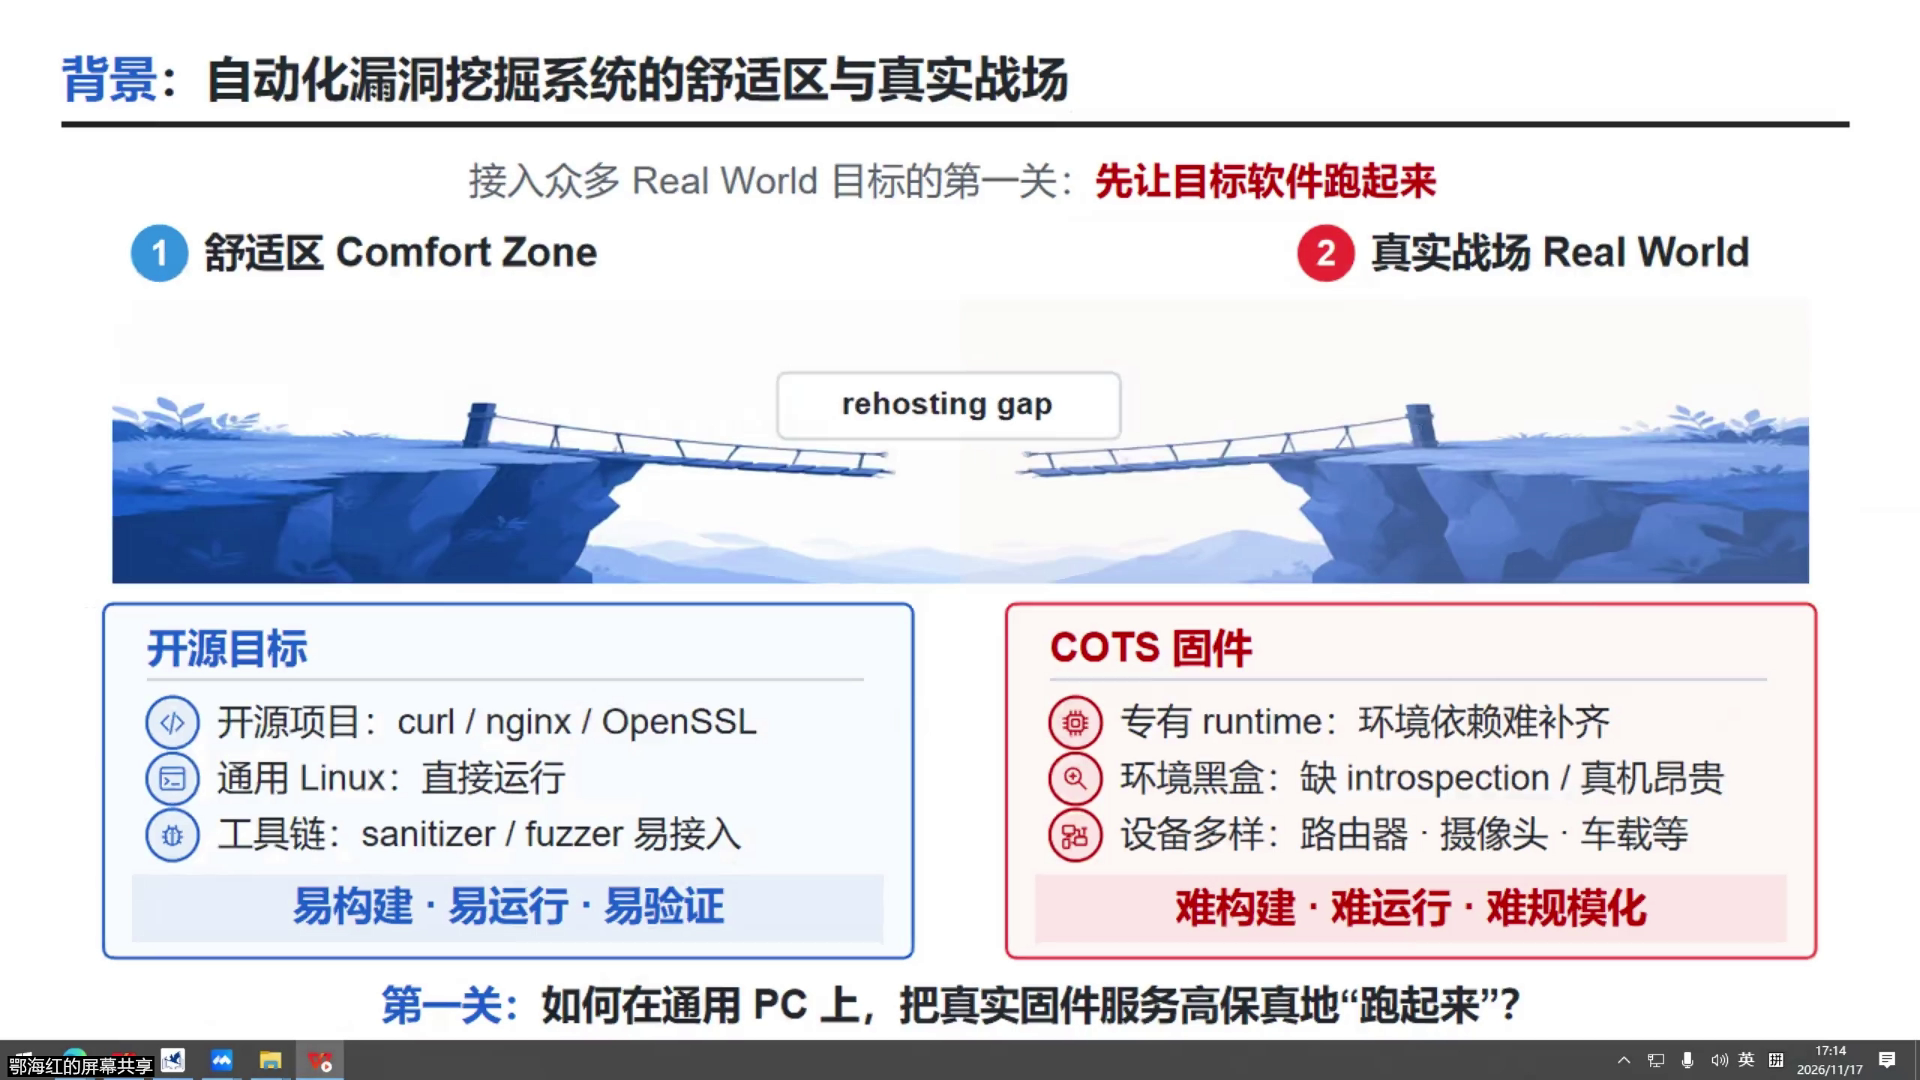 背景：自动化漏洞挖掘系统的舒适区与真实战场
接入众多 Real World 目标的第一关：先让目标软件跑起来
1 舒适区 Comfort Zone
2 真实战场 Real World
rehosting gap
开源目标
开源项目：curl / nginx / OpenSSL
通用 Linux：直接运行
工具链：sanitizer / fuzzer 易接入
易构建 · 易运行 · 易验证
COTS 固件
专有 runtime：环境依赖难补齐
环境黑盒：缺 introspection / 真机昂贵
设备多样：路由器 · 摄像头 · 车载等
难构建 · 难运行 · 难规模化
第一关：如何在通用 PC 上，把真实固件服务高保真地“跑起来”？
鄂海红的屏幕共享
英
拼
17:14
2026/11/17